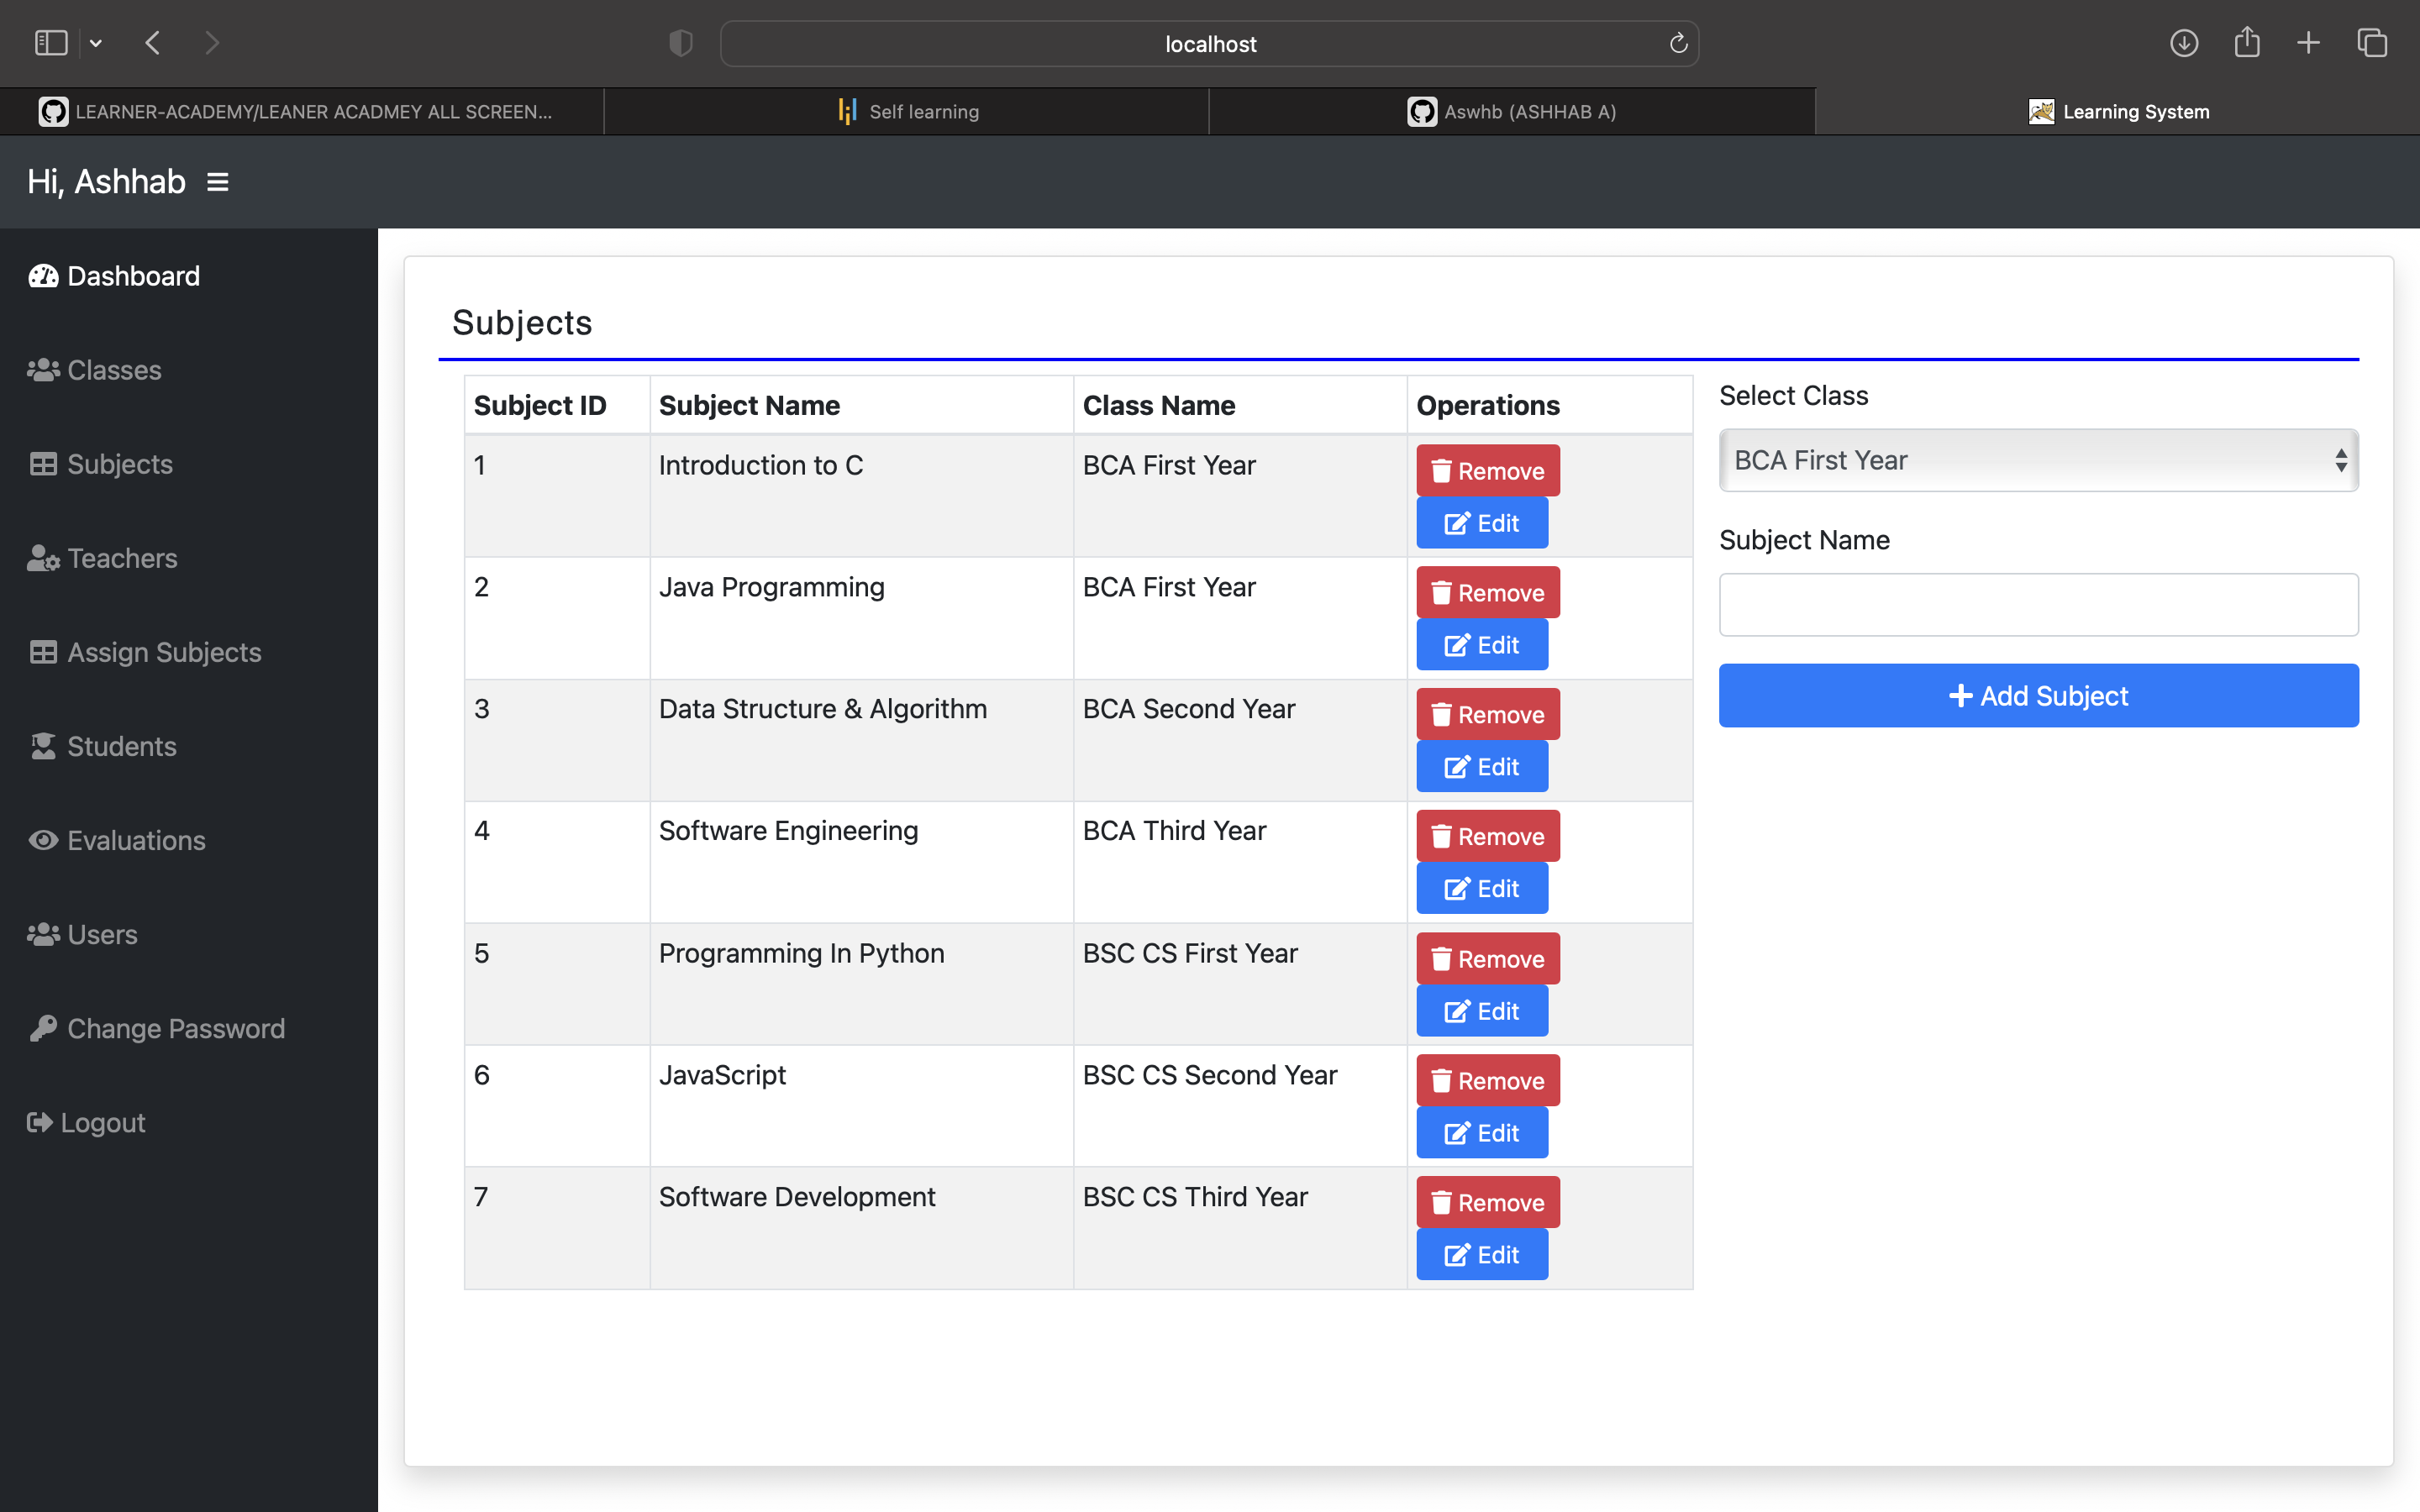 localhost
LEARNER-ACADEMY/LEANER ACADMEY ALL SCREEN...
Self learning
Aswhb (ASHHAB A)
Learning System
Hi, Ashhab
Dashboard
Classes
Subjects
Teachers
Assign Subjects
Students
Evaluations
Users
Change Password
Logout
Subjects
Subject ID Subject Name Class Name Operations
1 Introduction to C BCA First Year Remove
Edit
2 Java Programming BCA First Year Remove
Edit
3 Data Structure & Algorithm BCA Second Year Remove
Edit
4 Software Engineering BCA Third Year Remove
Edit
5 Programming In Python BSC CS First Year Remove
Edit
6 JavaScript BSC CS Second Year Remove
Edit
7 Software Development BSC CS Third Year Remove
Edit
Select Class
BCA First Year
Subject Name
Add Subject